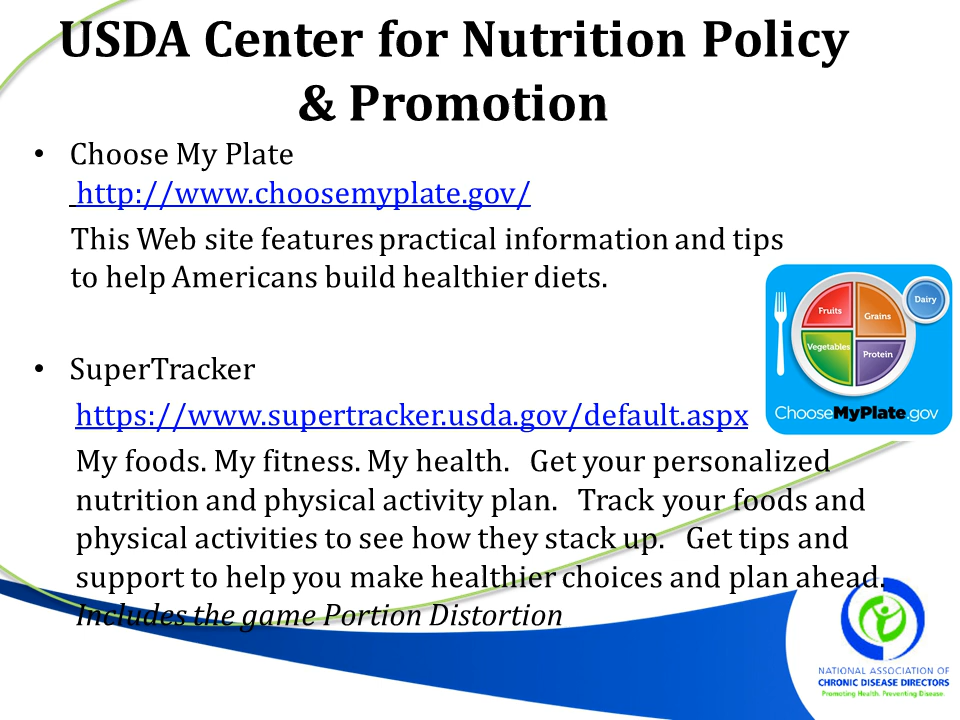 USDA Center for Nutrition Policy
& Promotion
• Choose My Plate
http://www.choosemyplate.gov/
This Web site features practical information and tips
to help Americans build healthier diets.
Fruits
Grains
Dairy
Vegetables
Protein
ChooseMyPlate.gov
• SuperTracker
https://www.supertracker.usda.gov/default.aspx
My foods. My fitness. My health.   Get your personalized
nutrition and physical activity plan.   Track your foods and
physical activities to see how they stack up.   Get tips and
support to help you make healthier choices and plan ahead.
Includes the game Portion Distortion
NATIONAL ASSOCIATION OF
CHRONIC DISEASE DIRECTORS
Promoting Health. Preventing Disease.